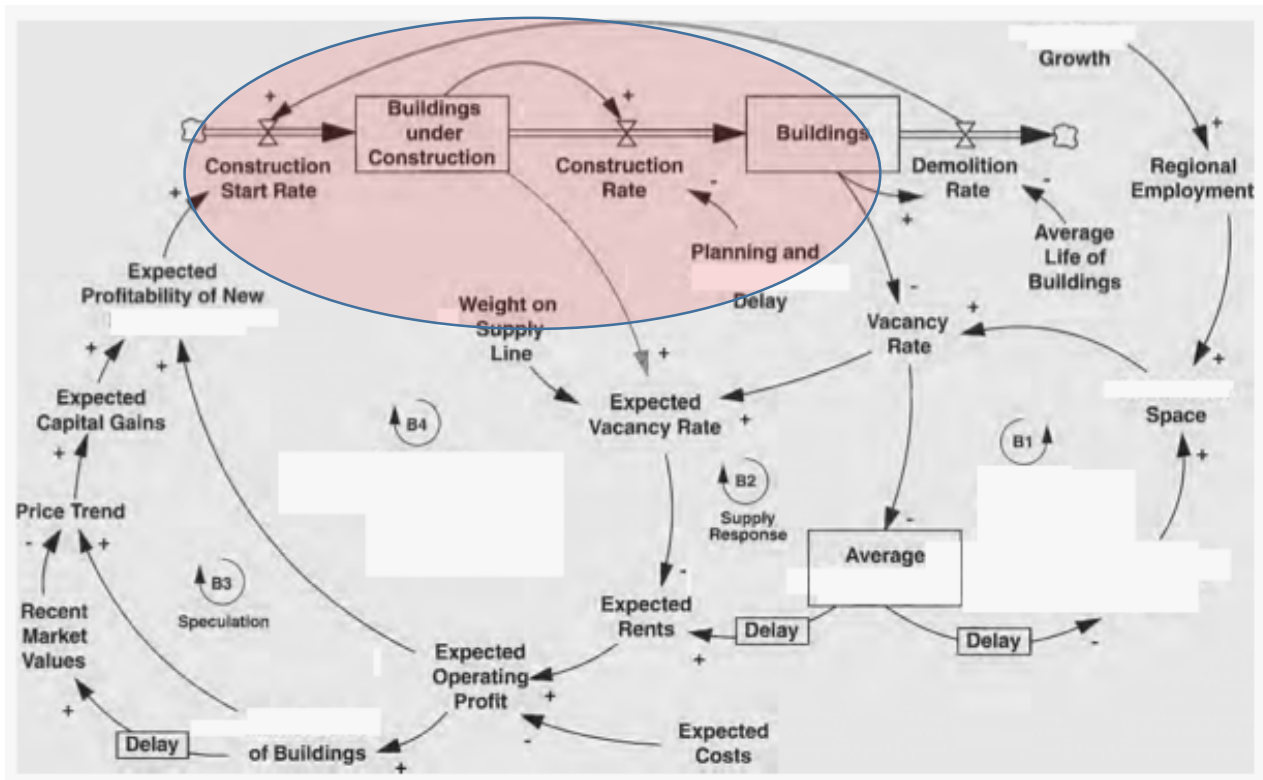 Growth
+
+
+
Buildings
under
Construction
Buildings
Construction
Start Rate
Construction
Rate
Demolition
Rate
Regional
Employment
+
-
+
-
Planning and
Delay
Average
Life of
Buildings
Expected
Profitability of New
Weight on
Supply
Line
-
+
Vacancy
Rate
+
+
+
+
Expected
Capital Gains
Expected
Vacancy Rate
+
Space
B4
B1
+
+
B2
Supply
Response
Price Trend
-
+
-
Average
B3
Speculation
-
Recent
Market
Values
Expected
Rents
Delay
+
Delay
-
Expected
Operating
Profit
+
+
-
Expected
Costs
Delay
of Buildings
+